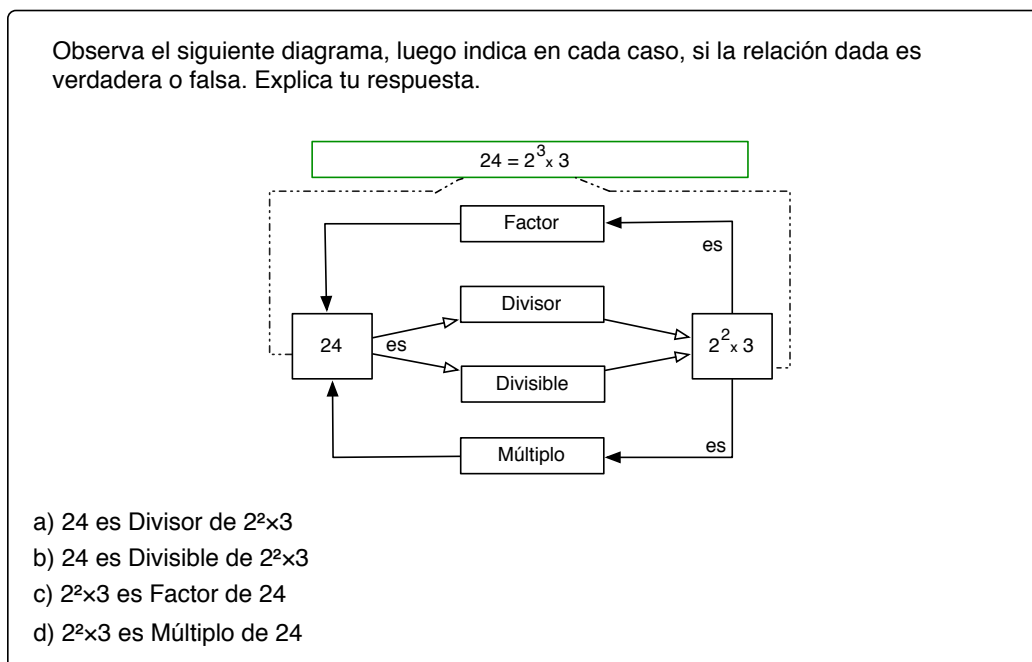 Observa el siguiente diagrama, luego indica en cada caso, si la relación dada es
verdadera o falsa. Explica tu respuesta.
24 = 2³ x 3
Factor
es
Divisor
24
es
2² x 3
Divisible
Múltiplo
es
a) 24 es Divisor de 2²×3
b) 24 es Divisible de 2²×3
c) 2²×3 es Factor de 24
d) 2²×3 es Múltiplo de 24